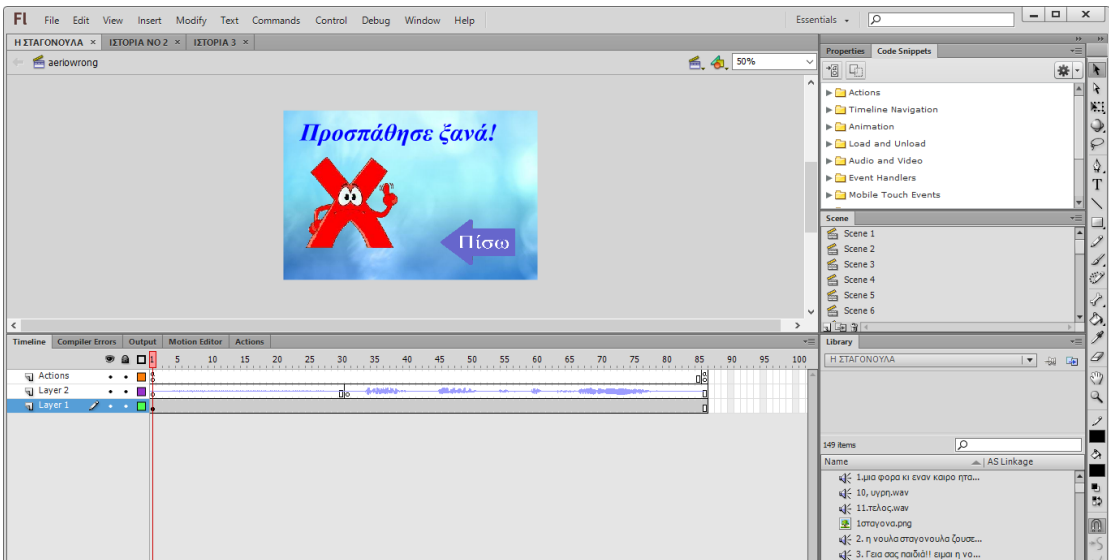 Fl File Edit View Insert Modify Text Commands Control Debug Window Help Essentials
Η ΣΤΑΓΟΝΟΥΛΑ × ΙΣΤΟΡΙΑ ΝΟ 2 × ΙΣΤΟΡΙΑ 3 ×
aeriowrong 50%
Προσπάθησε ξανά!
Πίσω
Properties Code Snippets
Actions
Timeline Navigation
Animation
Load and Unload
Audio and Video
Event Handlers
Mobile Touch Events
Scene
Scene 1
Scene 2
Scene 3
Scene 4
Scene 5
Scene 6
Timeline Compiler Errors Output Motion Editor Actions
1 5 10 15 20 25 30 35 40 45 50 55 60 65 70 75 80 85 90 95 100
Actions
Layer 2
Layer 1
Library
Η ΣΤΑΓΟΝΟΥΛΑ
149 items
Name AS Linkage
1.μια φορα κι εναν καιρο ητα...
10, υγρη.wav
11.τελος.wav
1σταγονα.png
2. η νουλα σταγονουλα ζουσε...
3. Γεια σας παιδιά!! ειμαι η νο...